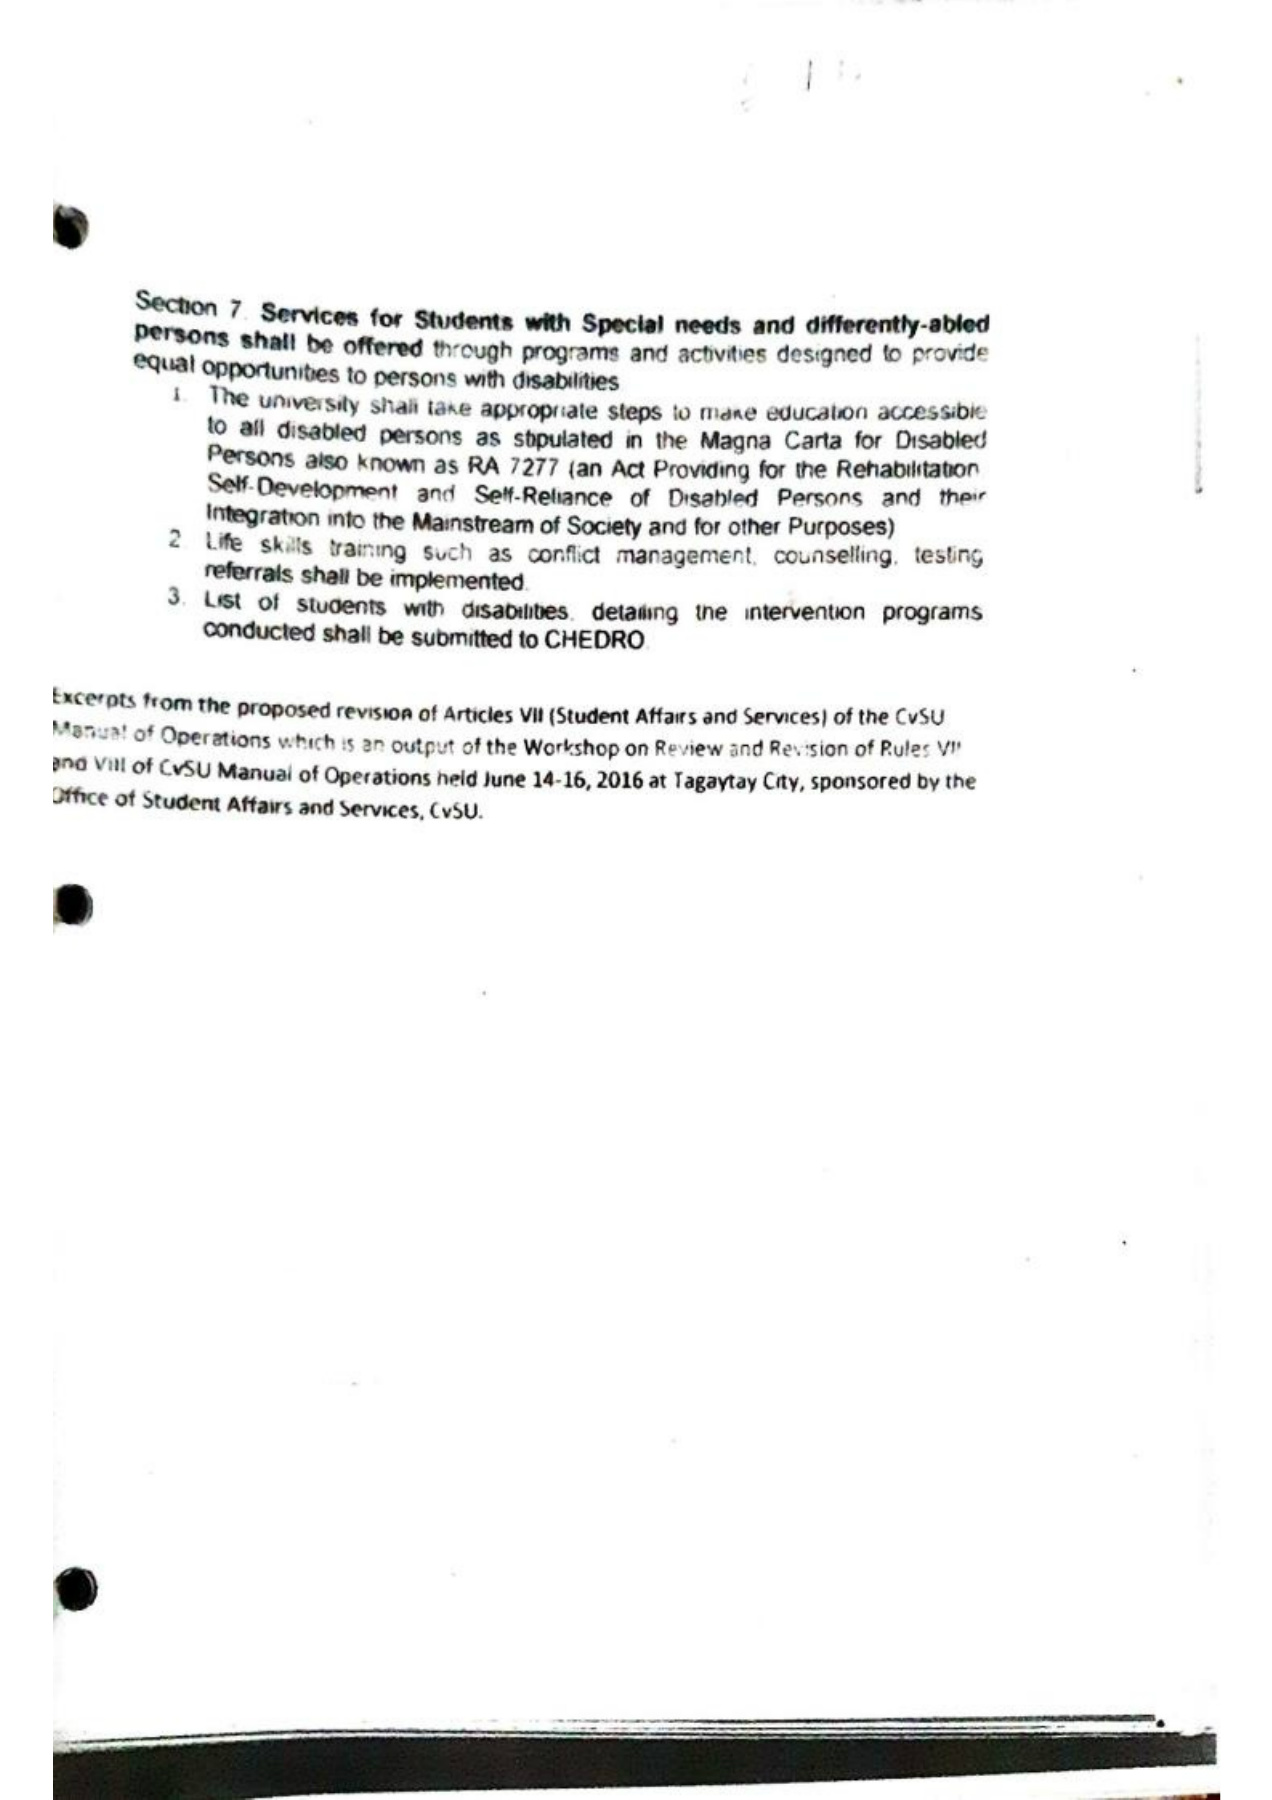 Section 7. Services for Students with Special needs and differently-abled
persons shall be offered through programs and activities designed to provide
equal opportunities to persons with disabilities
1. The university shall take appropriate steps to make education accessible
to all disabled persons as stipulated in the Magna Carta for Disabled
Persons also known as RA 7277 (an Act Providing for the Rehabilitation
Self-Development and Self-Reliance of Disabled Persons and their
Integration into the Mainstream of Society and for other Purposes)
2 Life skills training such as conflict management, counselling, testing
referrals shall be implemented.
3. List of students with disabilities, detailing the intervention programs
conducted shall be submitted to CHEDRO.
Excerpts from the proposed revision of Articles VII (Student Affairs and Services) of the CvSU
Manual of Operations which is an output of the Workshop on Review and Revision of Rules VII
and VIII of CvSU Manual of Operations held June 14-16, 2016 at Tagaytay City, sponsored by the
Office of Student Affairs and Services, CvSU.